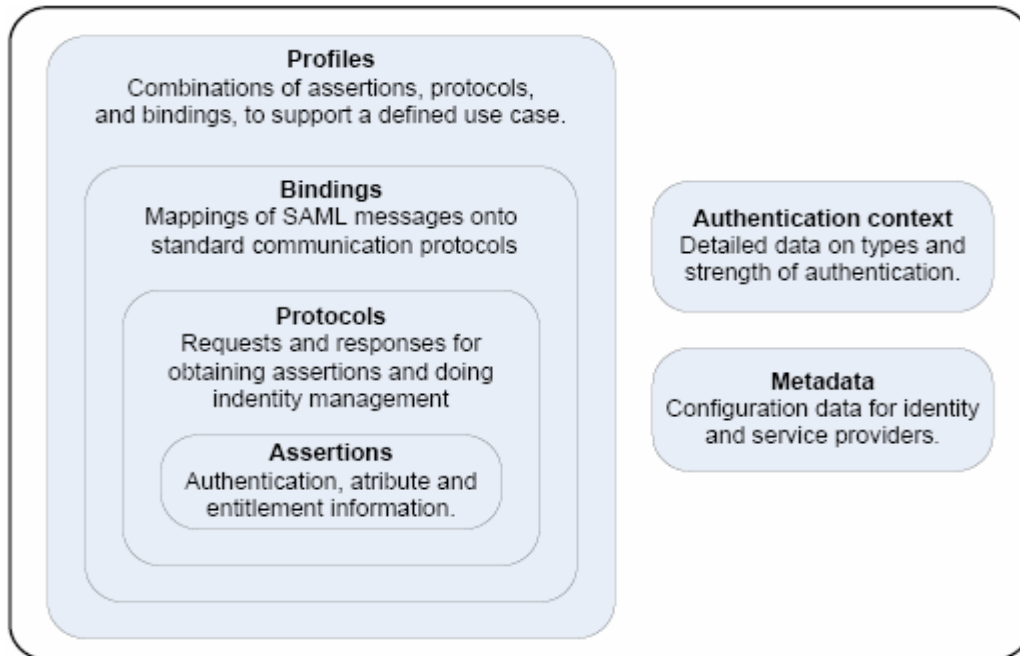 Profiles
Combinations of assertions, protocols,
and bindings, to support a defined use case.
Bindings
Mappings of SAML messages onto
standard communication protocols
Protocols
Requests and responses for
obtaining assertions and doing
indentity management
Assertions
Authentication, atribute and
entitlement information.
Authentication context
Detailed data on types and
strength of authentication.
Metadata
Configuration data for identity
and service providers.